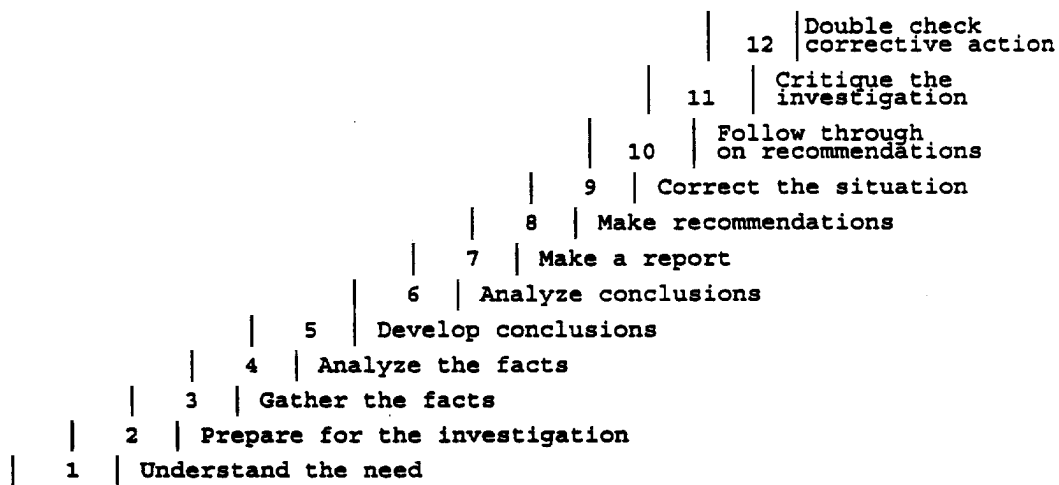 Double check
12 corrective action
Critique the
11 investigation
Follow through
10 on recommendations
9 Correct the situation
8 Make recommendations
7 Make a report
6 Analyze conclusions
5 Develop conclusions
4 Analyze the facts
3 Gather the facts
2 Prepare for the investigation
1 Understand the need